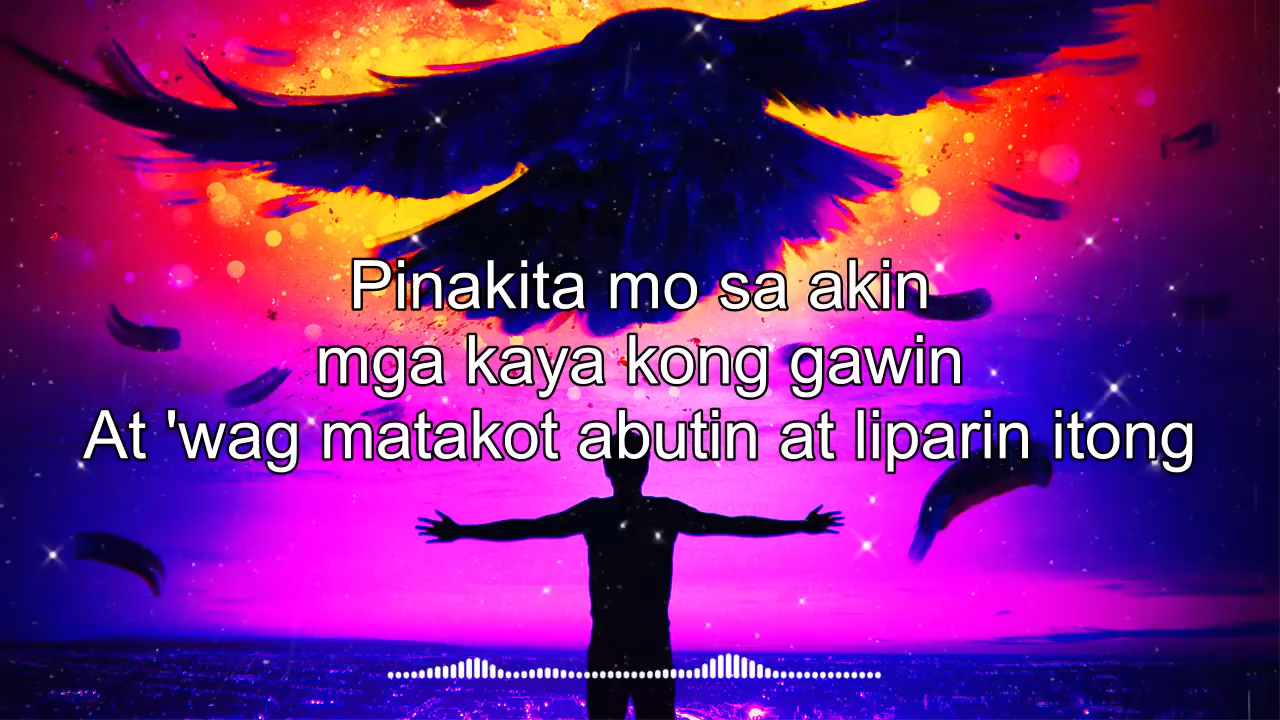 Pinakita mo sa akin
mga kaya kong gawin
At 'wag matakot abutin at liparin itong